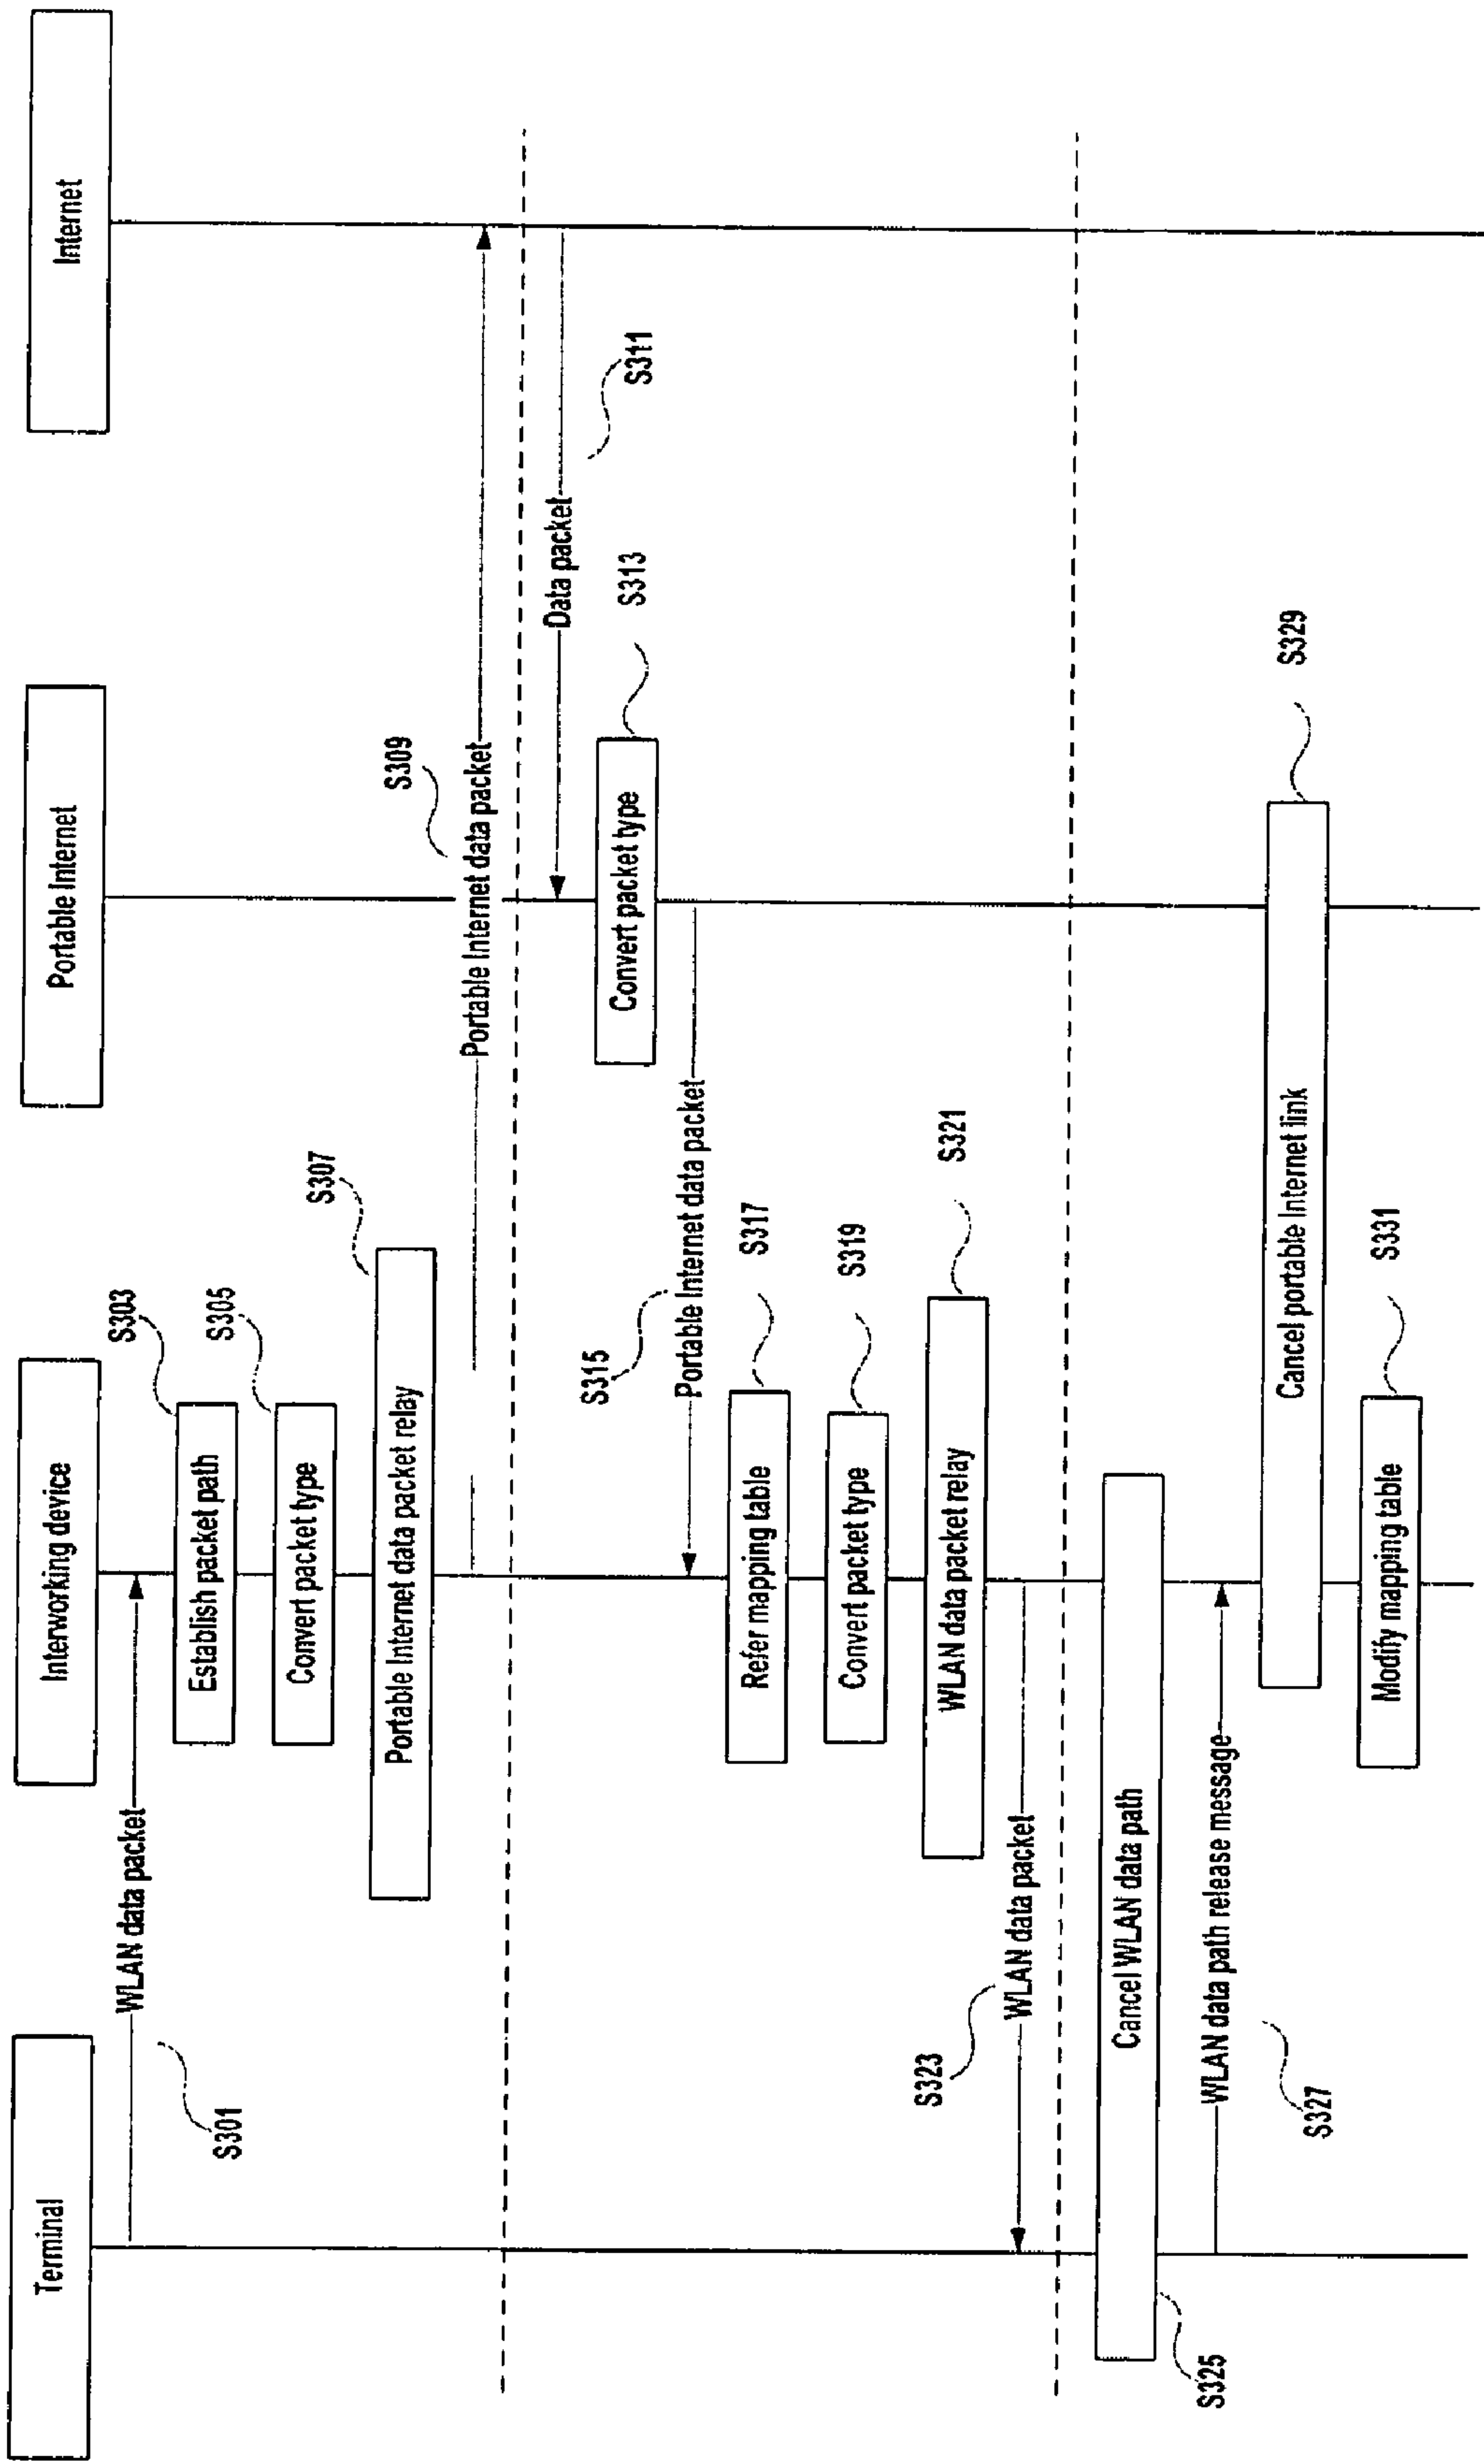 Terminal
Interworking device
Portable Internet
Internet
WLAN data packet
S301
Establish packet path
S303
Convert packet type
S305
Portable Internet data packet relay
S307
Portable Internet data packet
S309
Data packet
S311
Convert packet type
S313
Portable Internet data packet
S315
Refer mapping table
S317
Convert packet type
S319
WLAN data packet relay
S321
WLAN data packet
S323
Cancel WLAN data path
S325
WLAN data path release message
S327
Cancel portable Internet link
S329
Modify mapping table
S331